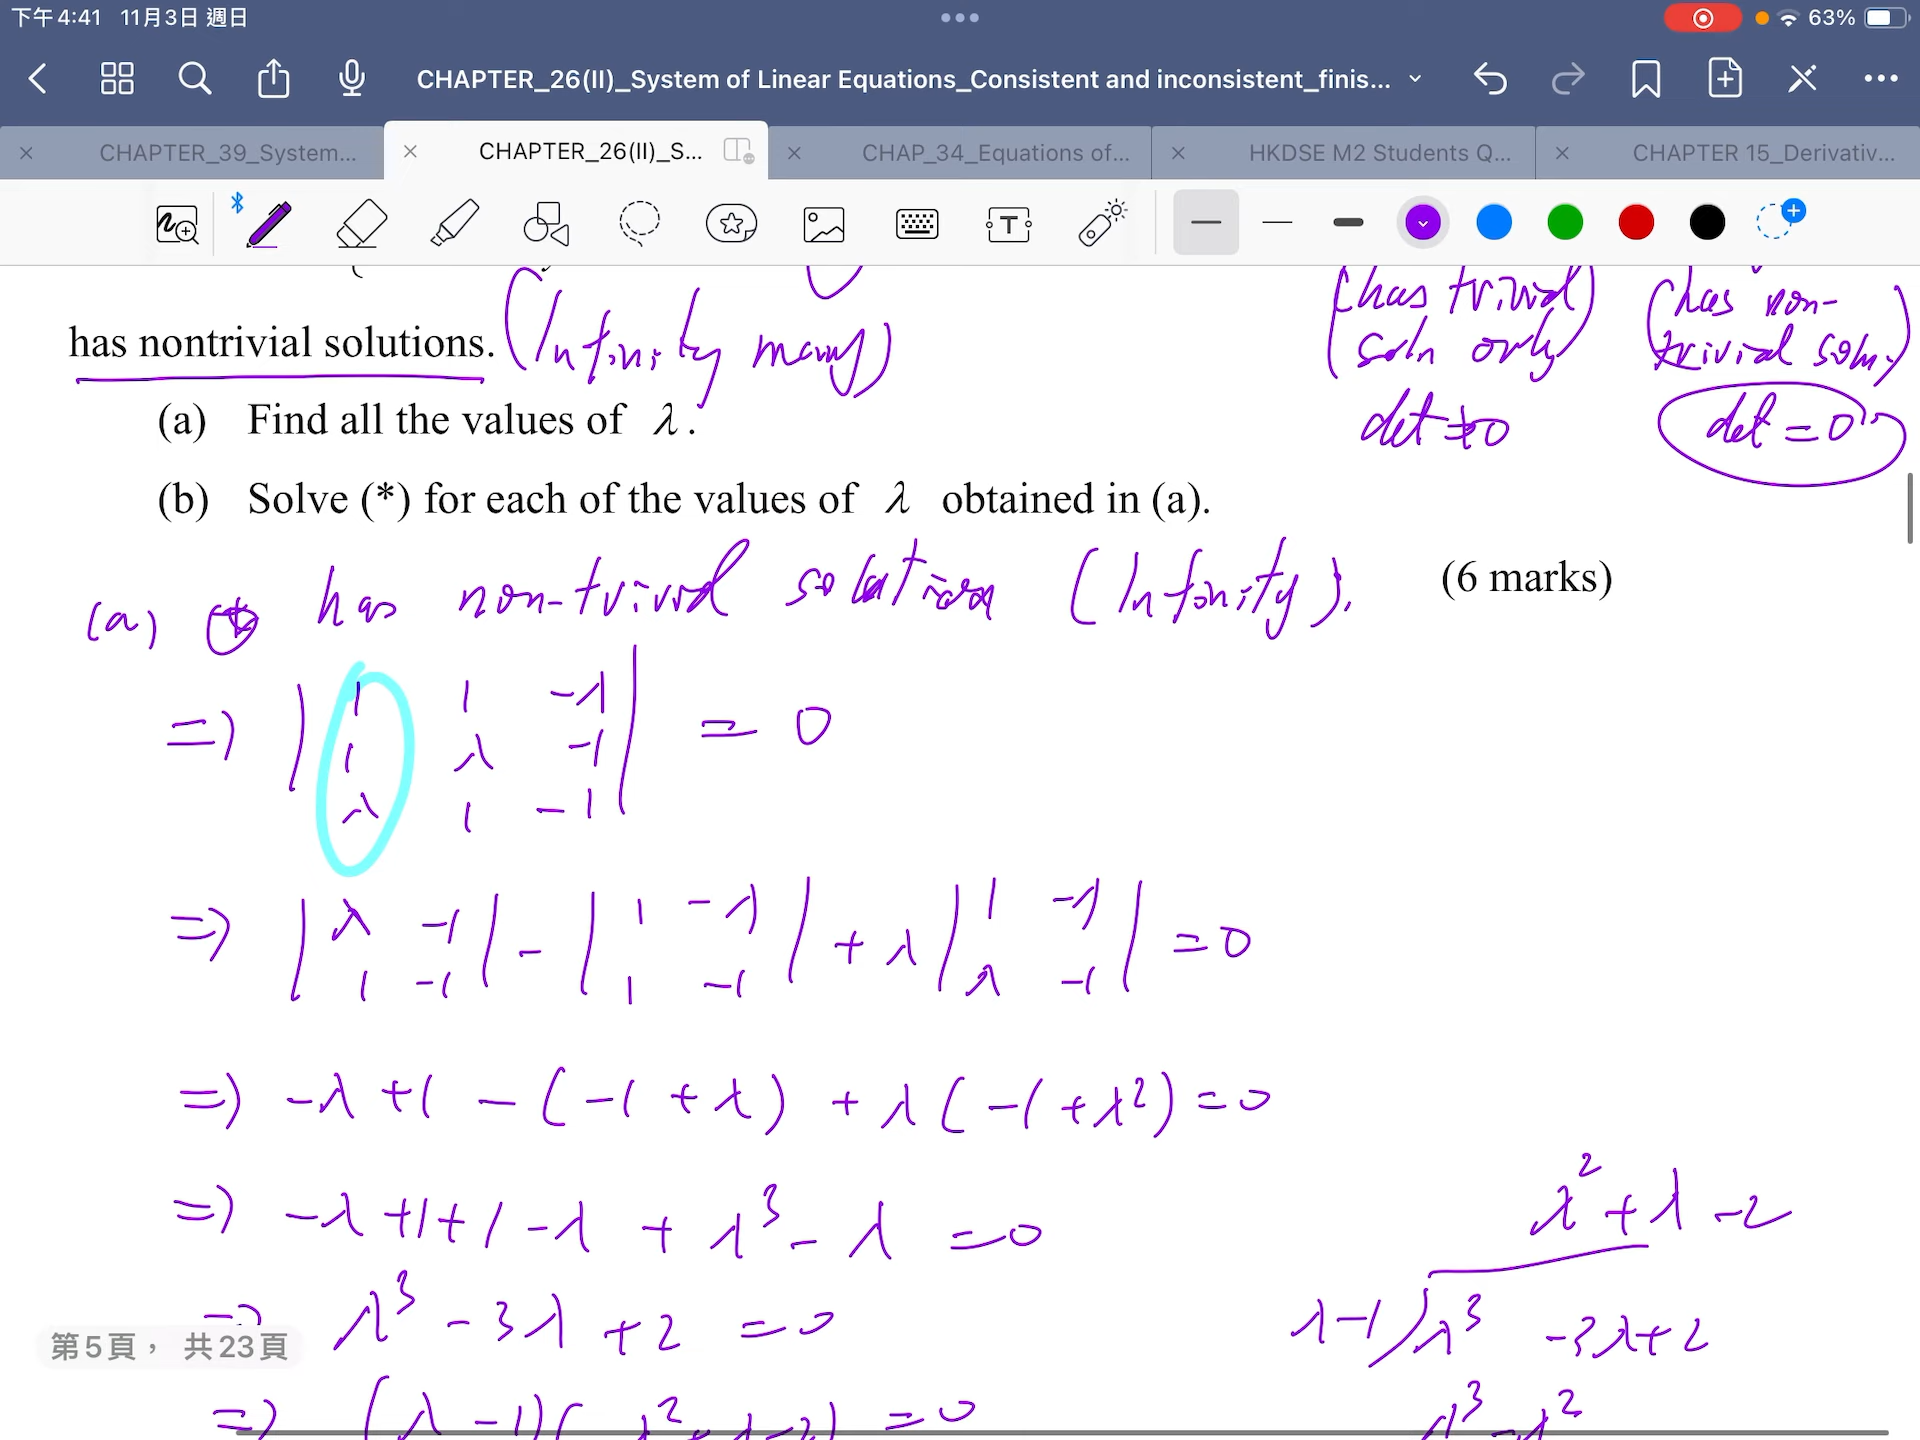 下午4:41 11月3日 週日
63%
CHAPTER_26(II)_System of Linear Equations_Consistent and inconsistent_finis...
CHAPTER_39_System...
CHAPTER_26(II)_S...
CHAP_34_Equations of...
HKDSE M2 Students Q...
CHAPTER 15_Derivativ...
has nontrivial solutions. (Infinity many)
(has trivial soln only)
det ≠ 0
(has non-trivial soln.)
det = 0
(a) Find all the values of λ.
(b) Solve (*) for each of the values of λ obtained in (a).
(6 marks)
(a) has non-trivial solution (Infinity).
=> | 1 1 -λ
1 λ -1
λ 1 -1 | = 0
=> | λ -1
1 -1 | - | 1 -λ
1 -1 | + λ | 1 -λ
λ -1 | = 0
=> -λ+1 - (-1+λ) + λ(-1+λ²) = 0
=> -λ+1+1-λ + λ³ - λ = 0
=> λ³ - 3λ + 2 = 0
=> (λ-1)(λ²+λ-2) = 0
λ²+λ-2
λ-1 λ³ -3λ+2
λ³-λ²
第5頁， 共23頁